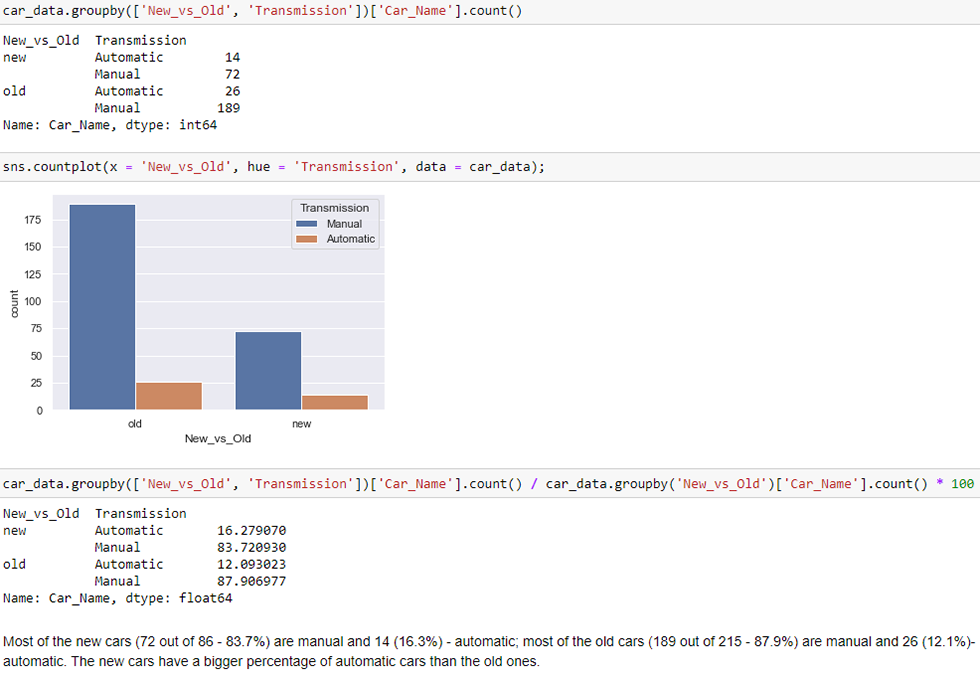 car_data.groupby(['New_vs_Old', 'Transmission'])['Car_Name'].count()
New_vs_Old  Transmission
new         Automatic        14
            Manual           72
old         Automatic        26
            Manual          189
Name: Car_Name, dtype: int64
sns.countplot(x = 'New_vs_Old', hue = 'Transmission', data = car_data);
Transmission
Manual
Automatic
175
150
125
100
75
50
25
0
count
old new
New_vs_Old
car_data.groupby(['New_vs_Old', 'Transmission'])['Car_Name'].count() / car_data.groupby('New_vs_Old')['Car_Name'].count() * 100
New_vs_Old  Transmission
new         Automatic       16.279070
            Manual          83.720930
old         Automatic       12.093023
            Manual          87.906977
Name: Car_Name, dtype: float64
Most of the new cars (72 out of 86 - 83.7%) are manual and 14 (16.3%) - automatic; most of the old cars (189 out of 215 - 87.9%) are manual and 26 (12.1%)-
automatic. The new cars have a bigger percentage of automatic cars than the old ones.